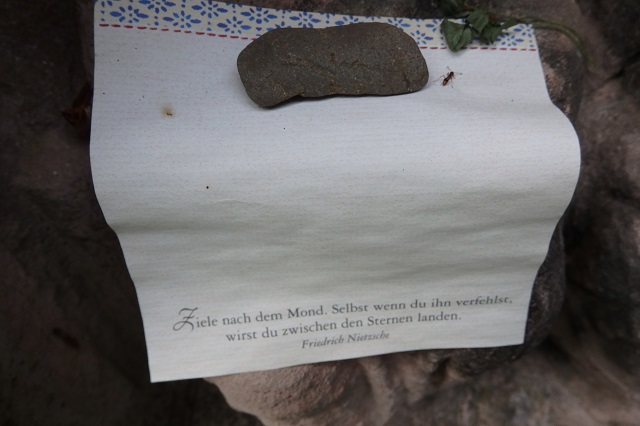 Ziele nach dem Mond. Selbst wenn du ihn verfehlst,
wirst du zwischen den Sternen landen.
Friedrich Nietzsche